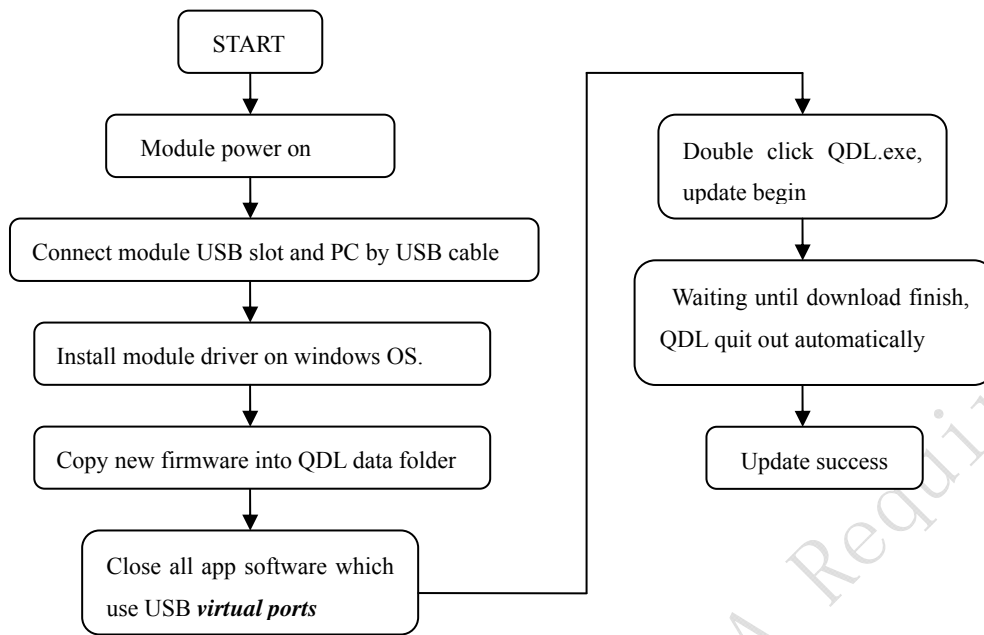 START
Module power on
Connect module USB slot and PC by USB cable
Install module driver on windows OS.
Copy new firmware into QDL data folder
Close all app software which
use USB virtual ports
Double click QDL.exe,
update begin
Waiting until download finish,
QDL quit out automatically
Update success